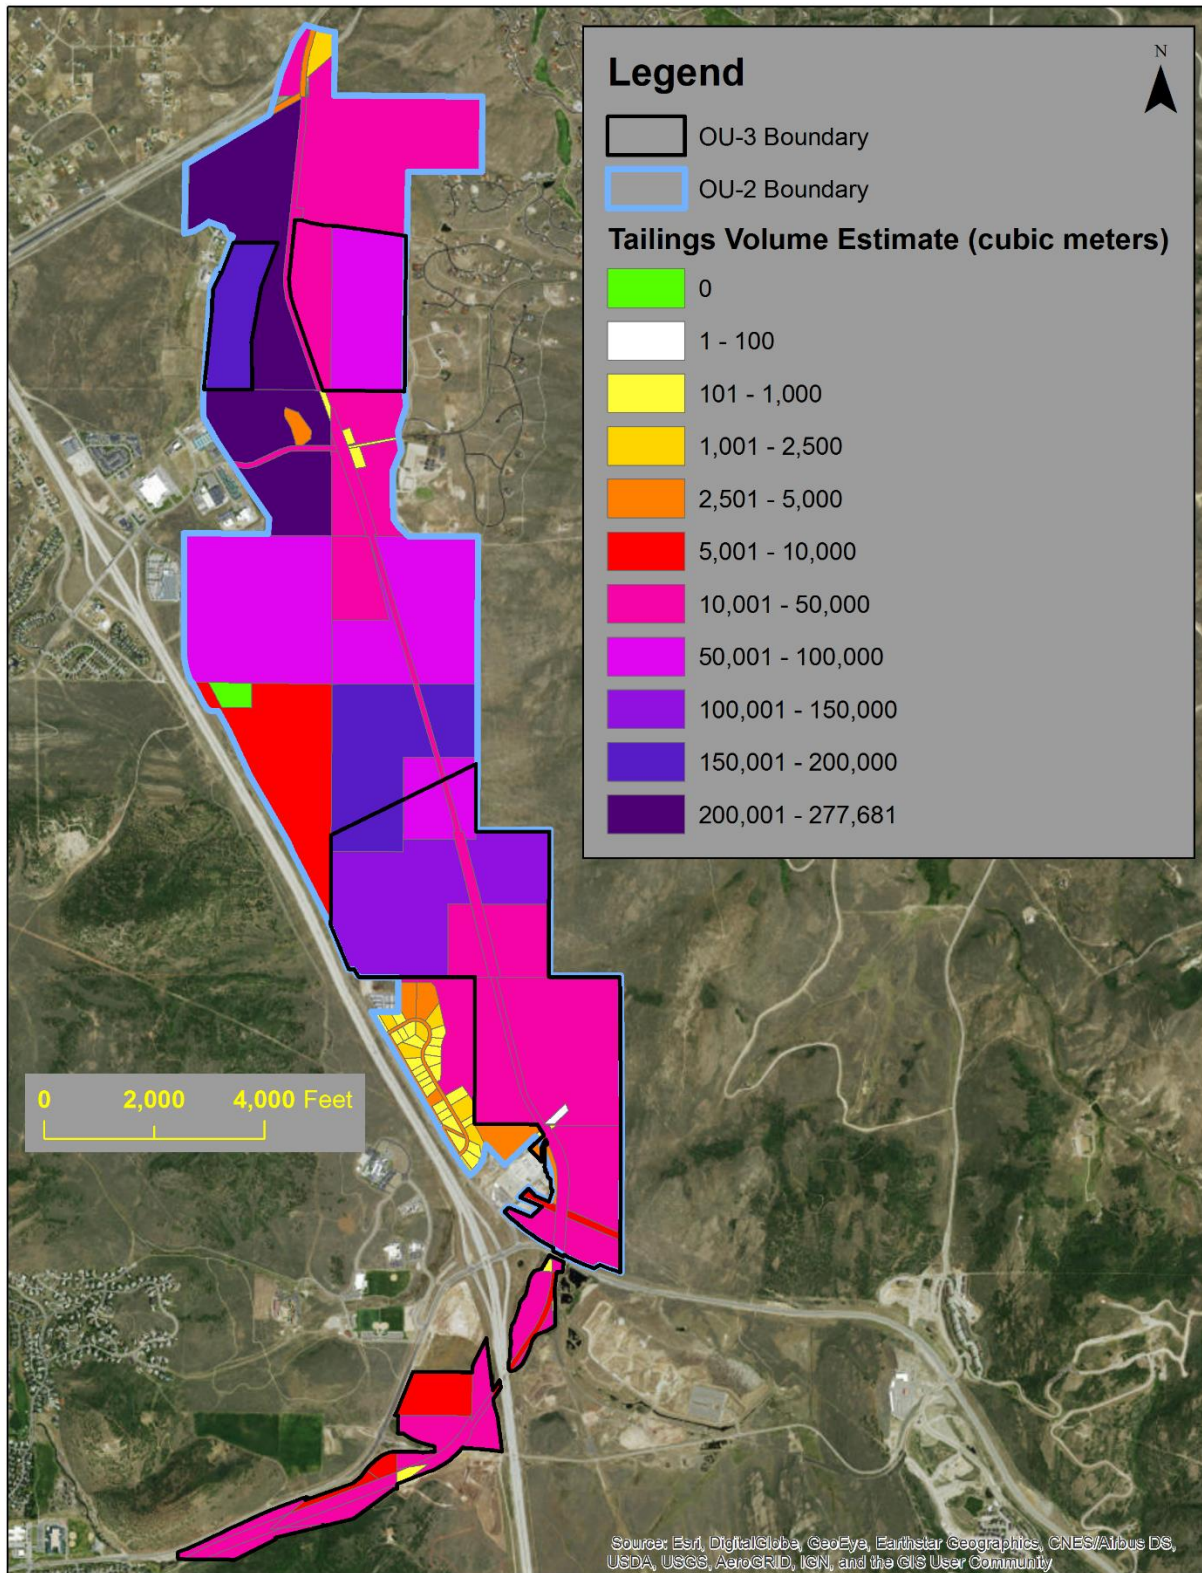 N
Legend
OU-3 Boundary
OU-2 Boundary
Tailings Volume Estimate (cubic meters)
0
1 - 100
101 - 1,000
1,001 - 2,500
2,501 - 5,000
5,001 - 10,000
10,001 - 50,000
50,001 - 100,000
100,001 - 150,000
150,001 - 200,000
200,001 - 277,681
0 2,000 4,000 Feet
Source: Esri, DigitalGlobe, GeoEye, Earthstar Geographics, CNES/Airbus DS,
USDA, USGS, AeroGRID, IGN, and the GIS User Community